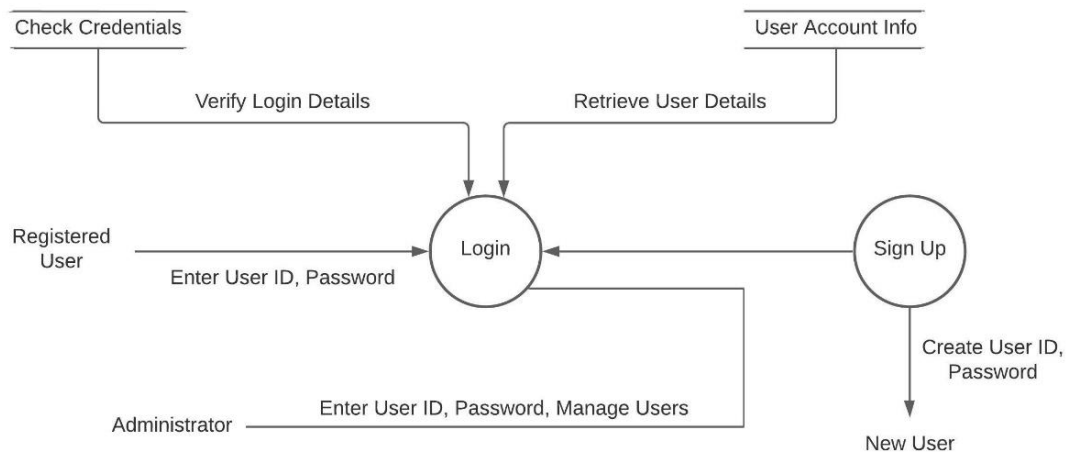 Check Credentials
User Account Info
Verify Login Details
Retrieve User Details
Registered
User
Login
Sign Up
Enter User ID, Password
Create User ID,
Password
Enter User ID, Password, Manage Users
Administrator
New User